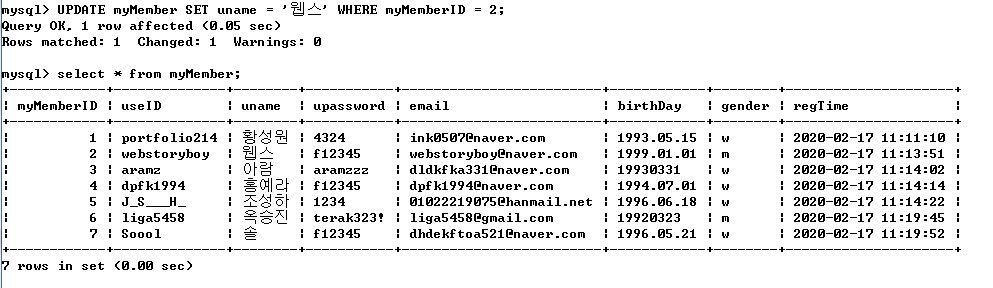 mysql> UPDATE myMember SET uname = '웹스' WHERE myMemberID = 2;
Query OK, 1 row affected (0.05 sec)
Rows matched: 1  Changed: 1  Warnings: 0
mysql> select * from myMember;
+------------+--------------+--------+-----------+-------------------------+------------+--------+---------------------+
| myMemberID | useID        | uname  | upassword | email                   | birthDay   | gender | regTime             |
+------------+--------------+--------+-----------+-------------------------+------------+--------+---------------------+
|          1 | portfolio214 | 황성원 | 4324      | ink0507@naver.com       | 1993.05.15 | w      | 2020-02-17 11:11:10 |
|          2 | webstoryboy  | 웹스   | f12345    | webstoryboy@naver.com   | 1999.01.01 | m      | 2020-02-17 11:13:51 |
|          3 | aramz        | 아람   | aramzzz   | dldkfka331@naver.com    | 19930331   | w      | 2020-02-17 11:14:02 |
|          4 | dpfk1994     | 홍예라 | f12345    | dpfk1994@naver.com      | 1994.07.01 | w      | 2020-02-17 11:14:14 |
|          5 | J_S___H_     | 조성하 | 1234      | 01022219075@hanmail.net | 1996.06.18 | w      | 2020-02-17 11:14:22 |
|          6 | liga5458     | 옥승진 | terak323! | liga5458@gmail.com      | 19920323   | m      | 2020-02-17 11:19:45 |
|          7 | Soool        | 솔     | f12345    | dhdekftoa521@naver.com  | 1996.05.21 | w      | 2020-02-17 11:19:52 |
+------------+--------------+--------+-----------+-------------------------+------------+--------+---------------------+
7 rows in set (0.00 sec)